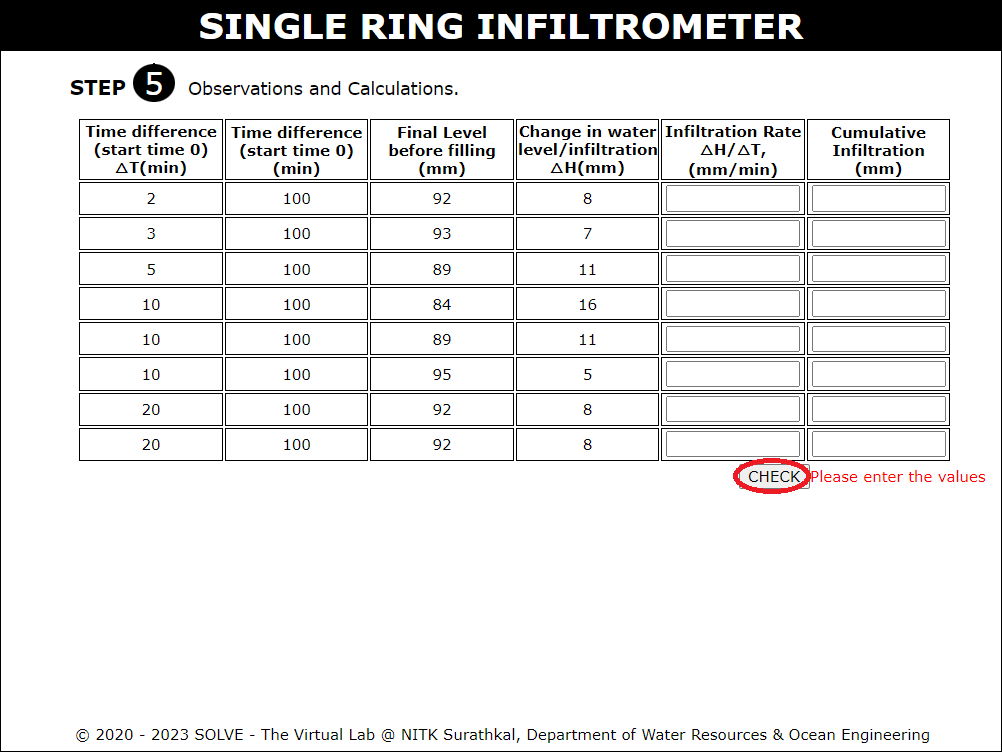 SINGLE RING INFILTROMETER
STEP 5 Observations and Calculations.
Time difference (start time 0) △T(min) Time difference (start time 0) (min) Final Level before filling (mm) Change in water level/infiltration △H(mm) Infiltration Rate △H/△T, (mm/min) Cumulative Infiltration (mm)
2 100 92 8
3 100 93 7
5 100 89 11
10 100 84 16
10 100 89 11
10 100 95 5
20 100 92 8
20 100 92 8
CHECK Please enter the values
© 2020 - 2023 SOLVE - The Virtual Lab @ NITK Surathkal, Department of Water Resources & Ocean Engineering